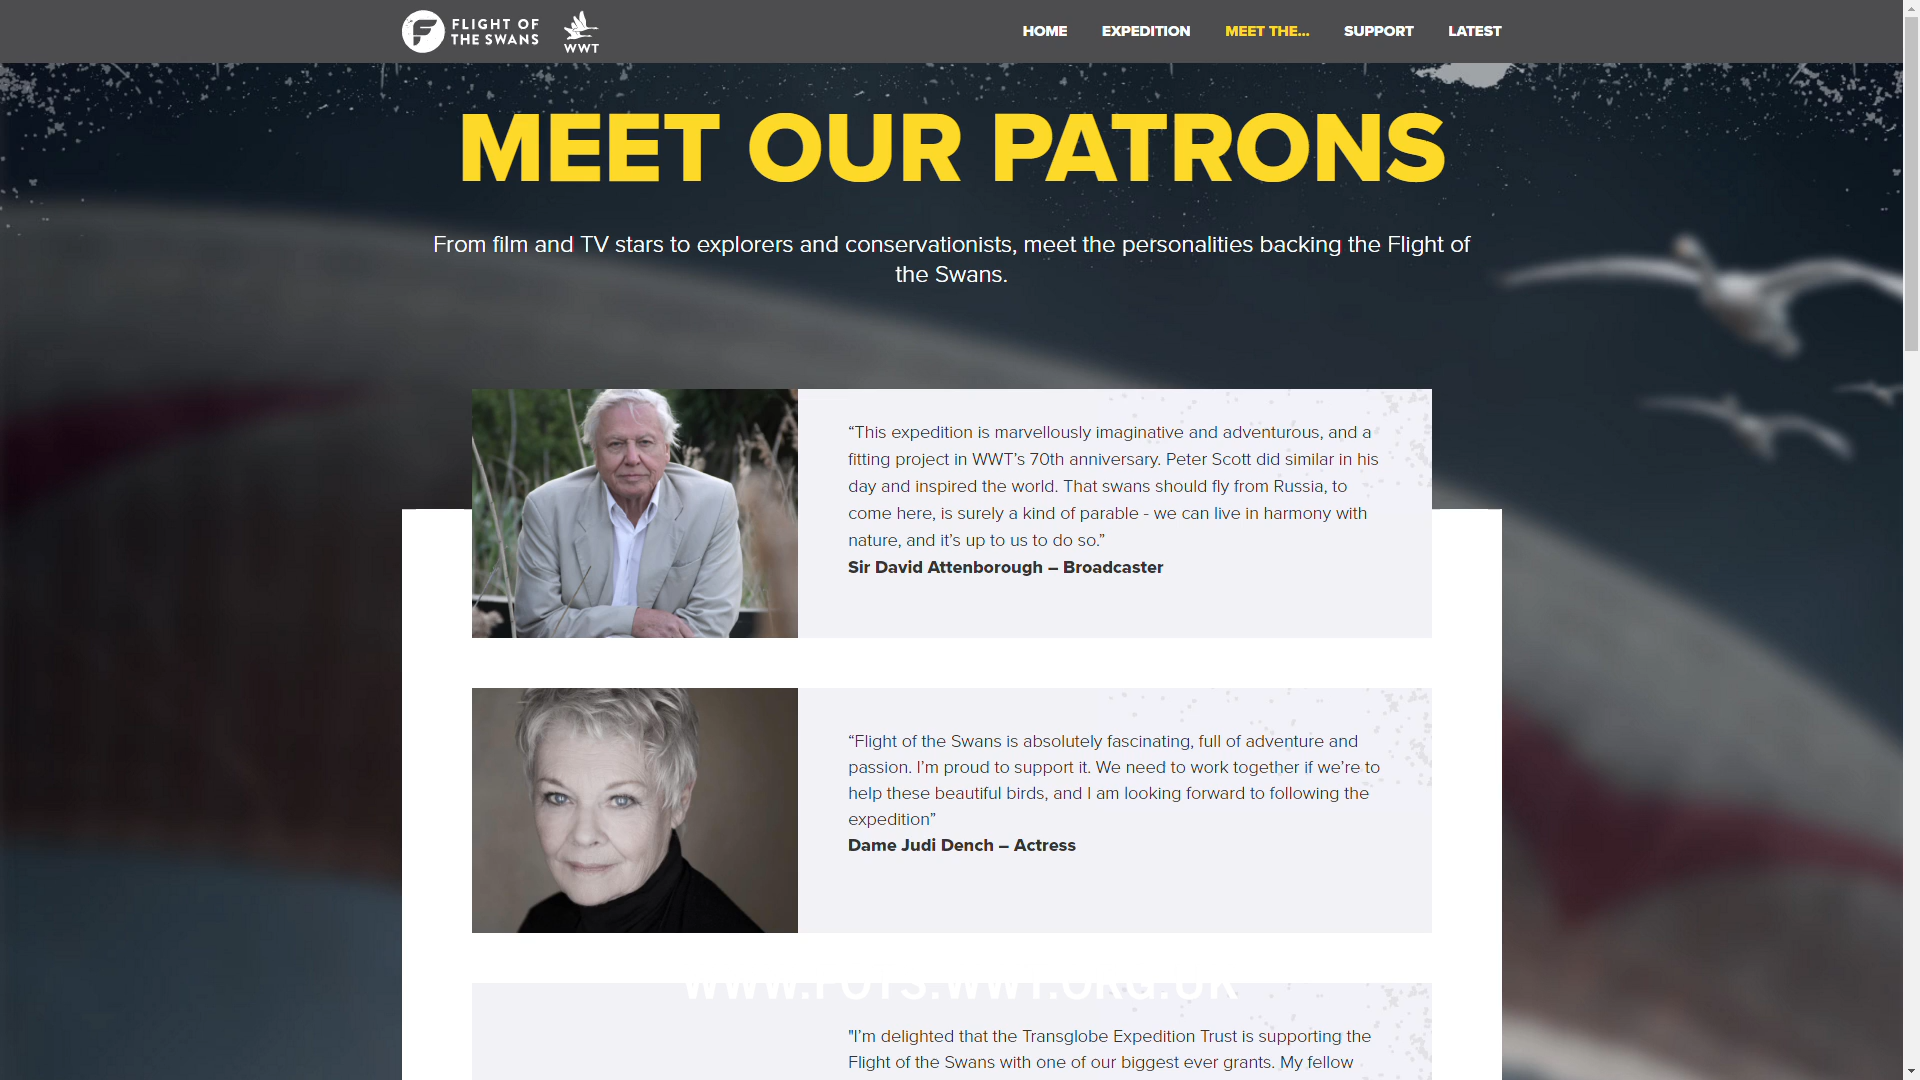 FLIGHT OF
THE SWANS
WWT
HOME EXPEDITION MEET THE... SUPPORT LATEST
MEET OUR PATRONS
From film and TV stars to explorers and conservationists, meet the personalities backing the Flight of
the Swans.
“This expedition is marvellously imaginative and adventurous, and a
fitting project in WWT’s 70th anniversary. Peter Scott did similar in his
day and inspired the world. That swans should fly from Russia, to
come here, is surely a kind of parable - we can live in harmony with
nature, and it’s up to us to do so.”
Sir David Attenborough – Broadcaster
“Flight of the Swans is absolutely fascinating, full of adventure and
passion. I’m proud to support it. We need to work together if we’re to
help these beautiful birds, and I am looking forward to following the
expedition”
Dame Judi Dench – Actress
WWW.FOTS.WWT.ORG.UK
"I’m delighted that the Transglobe Expedition Trust is supporting the
Flight of the Swans with one of our biggest ever grants. My fellow